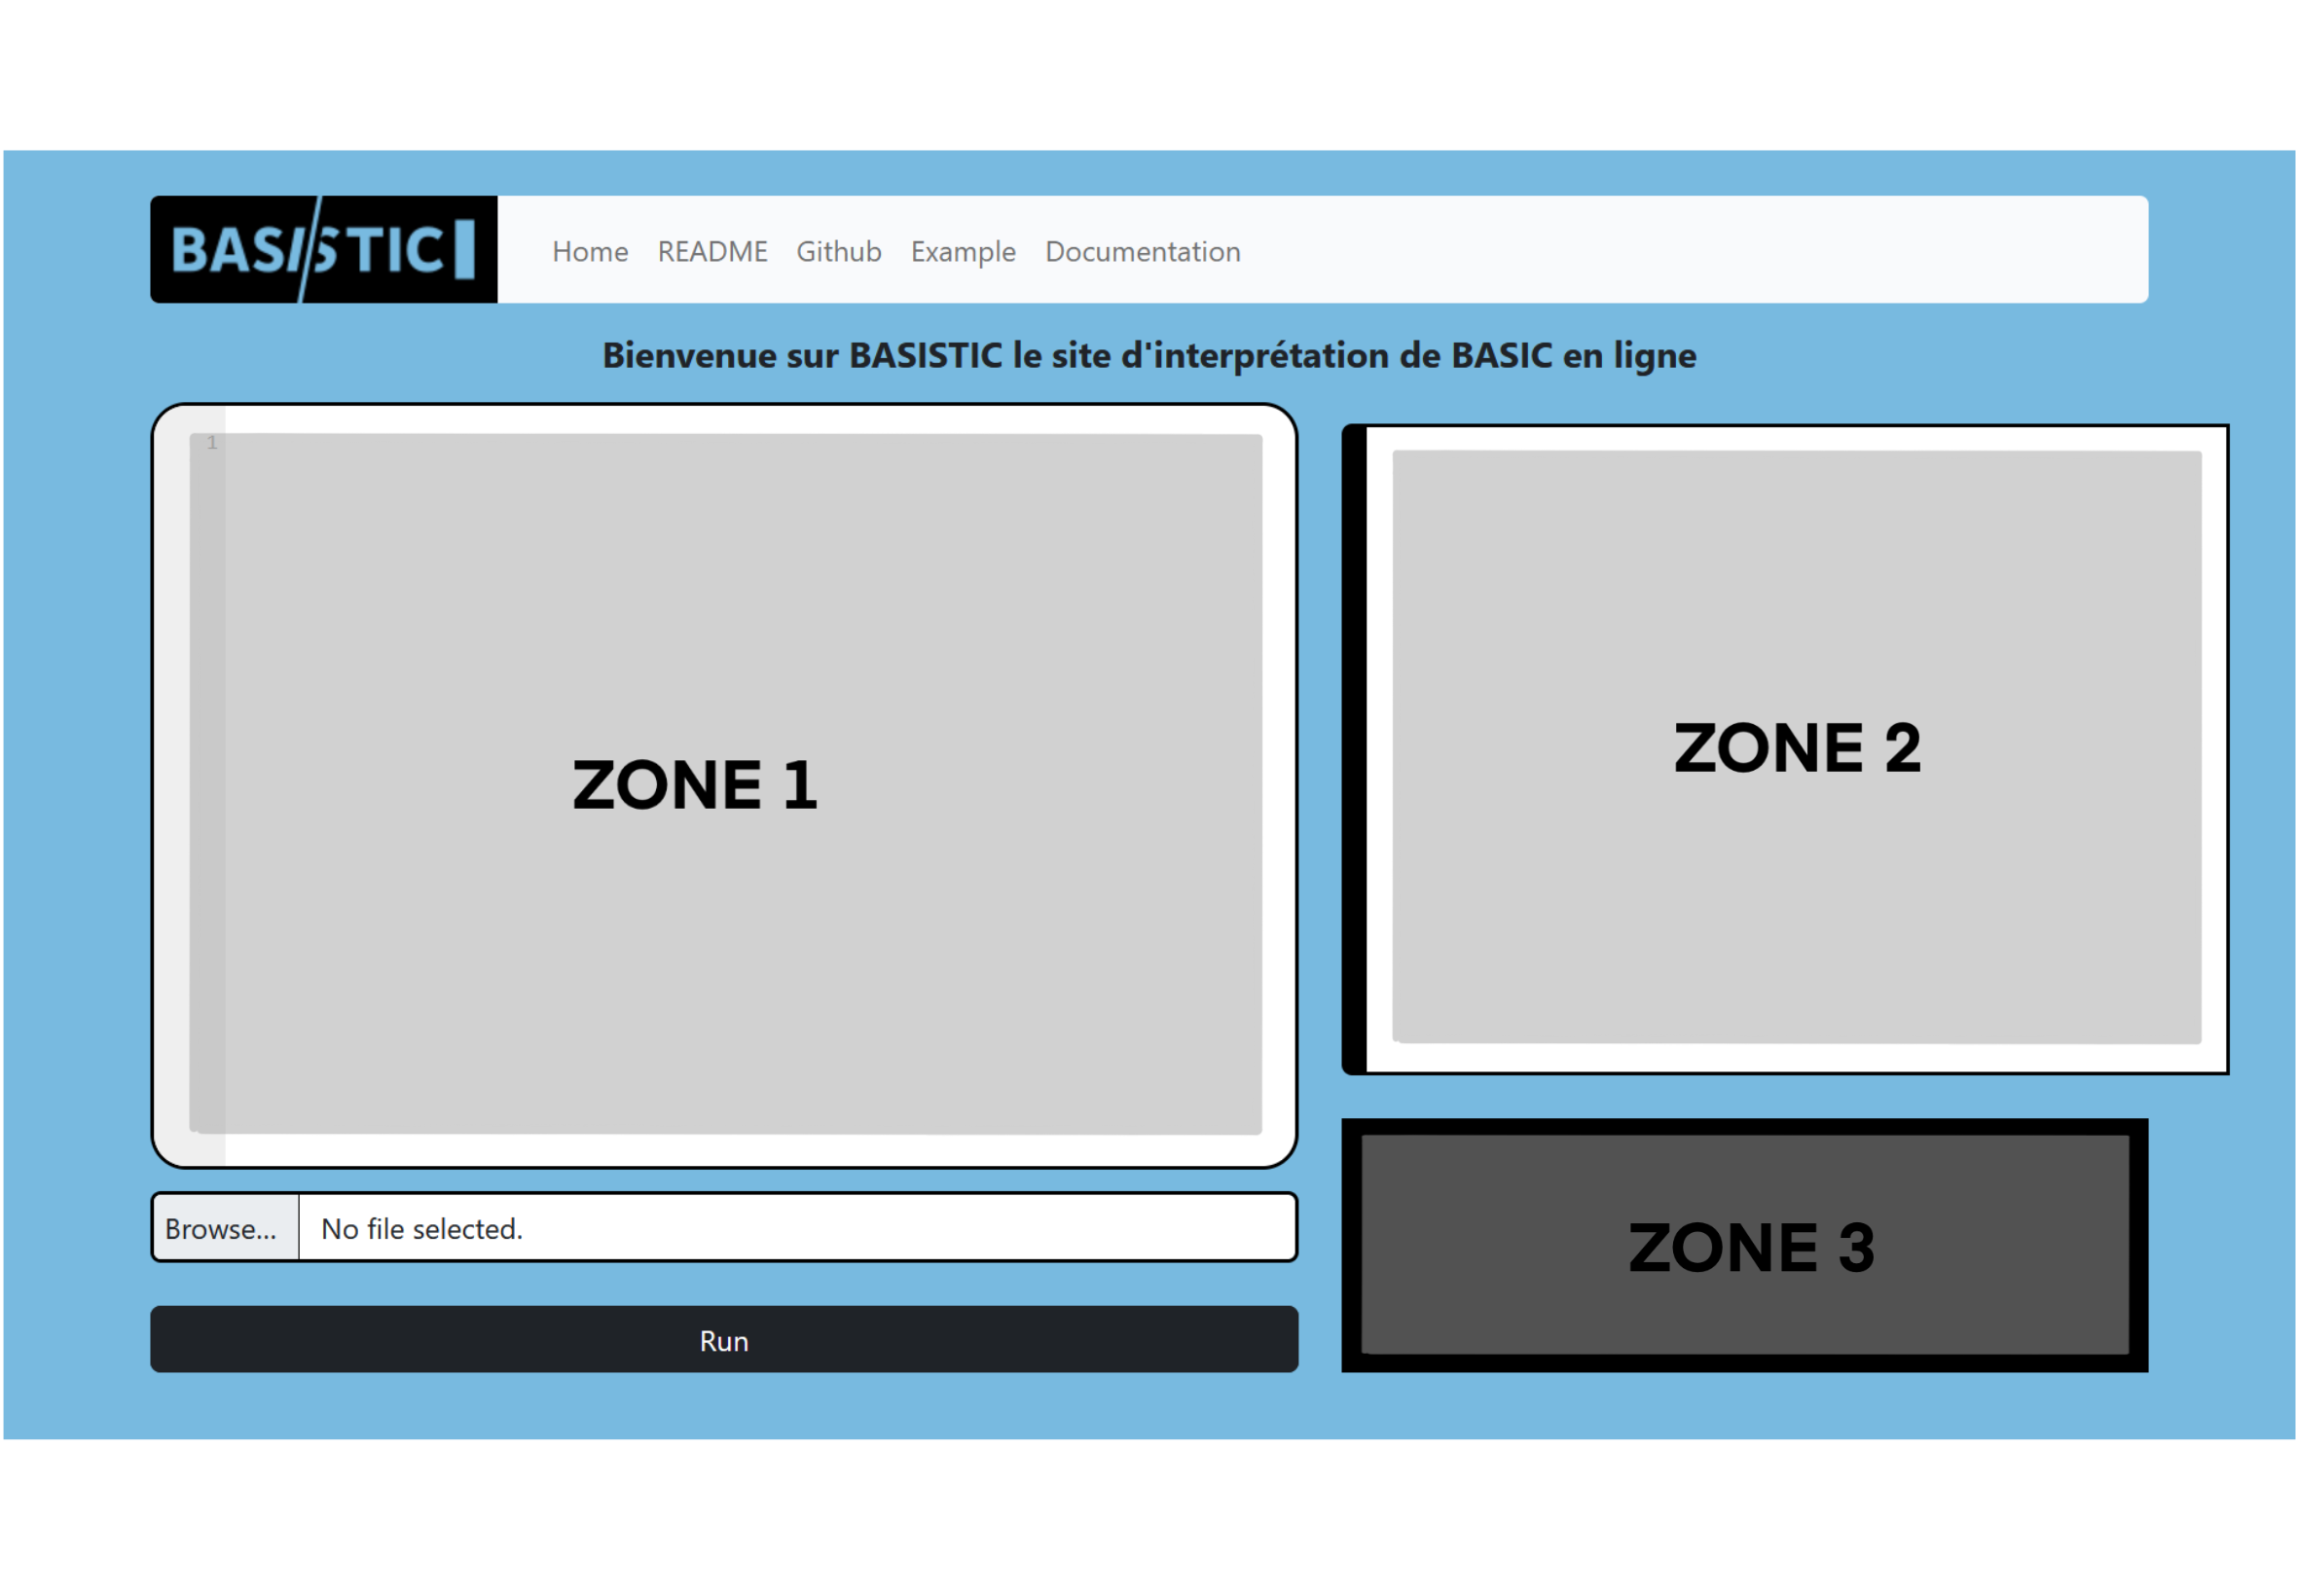 BASISTIC
Home README Github Example Documentation
Bienvenue sur BASISTIC le site d'interprétation de BASIC en ligne
1
ZONE 1
ZONE 2
Browse... No file selected.
ZONE 3
Run